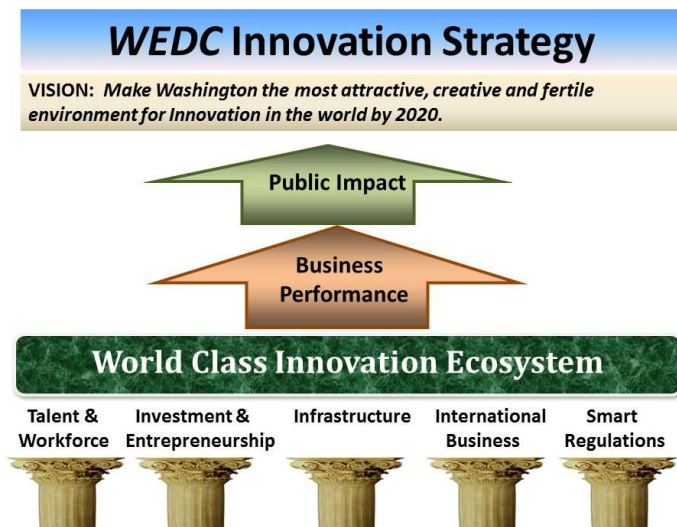 WEDC Innovation Strategy
VISION: Make Washington the most attractive, creative and fertile
environment for Innovation in the world by 2020.
Public Impact
Business
Performance
World Class Innovation Ecosystem
Talent &
Workforce
Investment &
Entrepreneurship
Infrastructure
International
Business
Smart
Regulations